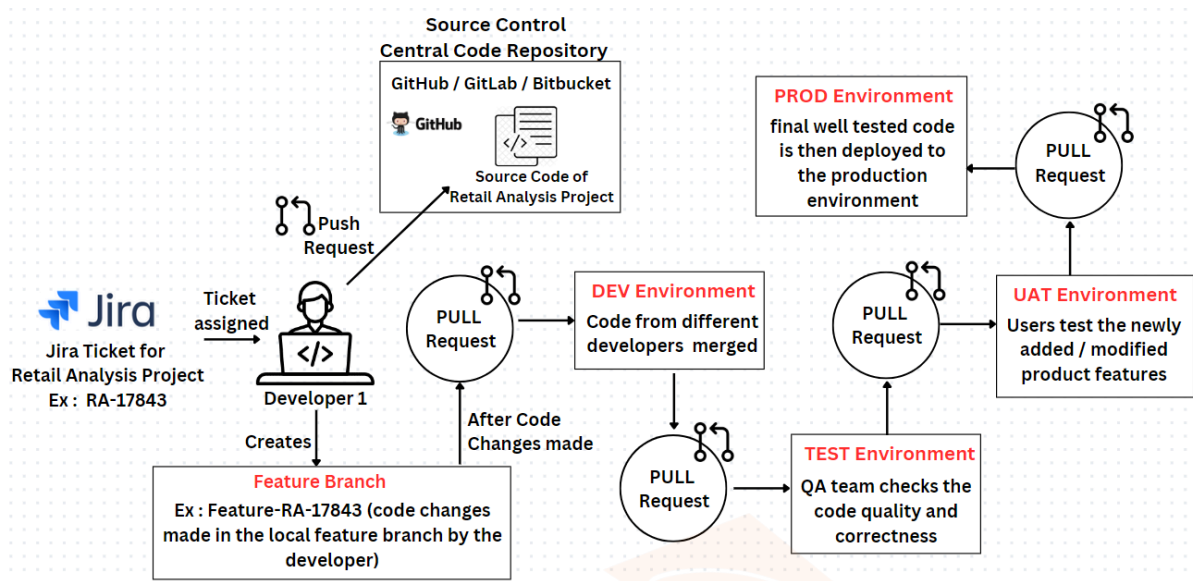 Source Control
Central Code Repository
GitHub / GitLab / Bitbucket
GitHub
Source Code of
Retail Analysis Project
Push
Request
Jira
Jira Ticket for
Retail Analysis Project
Ex : RA-17843
Ticket
assigned
</>
Developer 1
Creates
Feature Branch
Ex : Feature-RA-17843 (code changes
made in the local feature branch by the
developer)
After Code
Changes made
PULL
Request
DEV Environment
Code from different
developers merged
PULL
Request
TEST Environment
QA team checks the
code quality and
correctness
PULL
Request
UAT Environment
Users test the newly
added / modified
product features
PULL
Request
PROD Environment
final well tested code
is then deployed to
the production
environment
</>